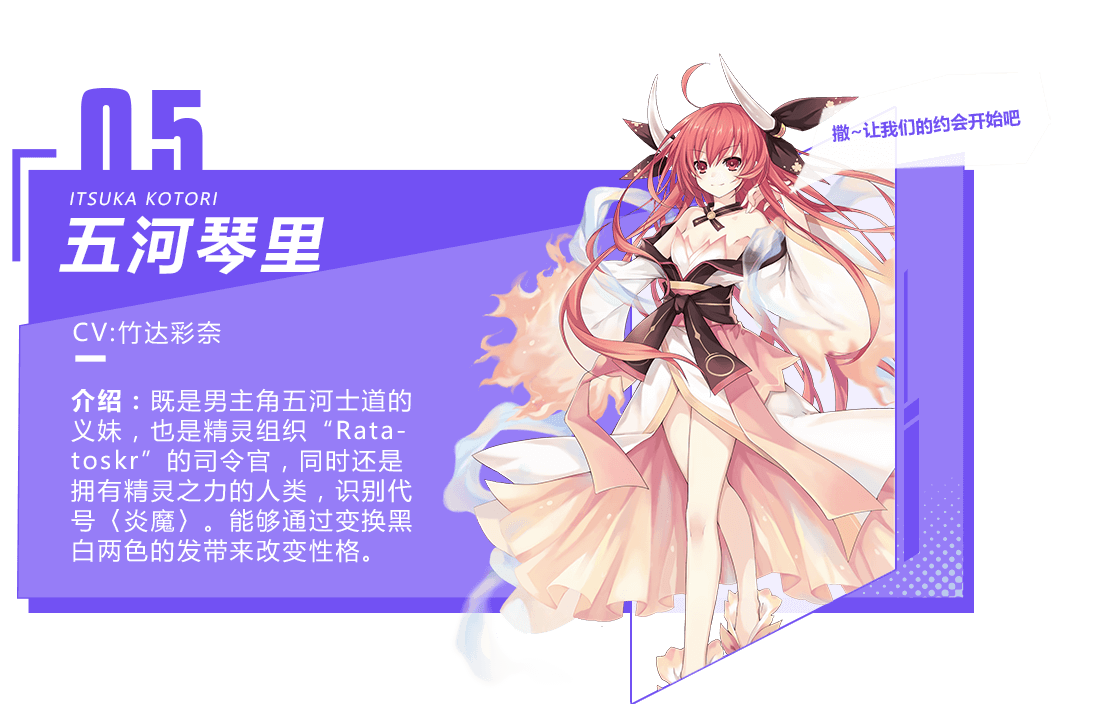 05
ITSUKA KOTORI
五河琴里
CV:竹达彩奈
介绍：既是男主角五河士道的
义妹，也是精灵组织“Rata-
toskr”的司令官，同时还是
拥有精灵之力的人类，识别代
号〈炎魔〉。能够通过变换黑
白两色的发带来改变性格。
撒~让我们的约会开始吧